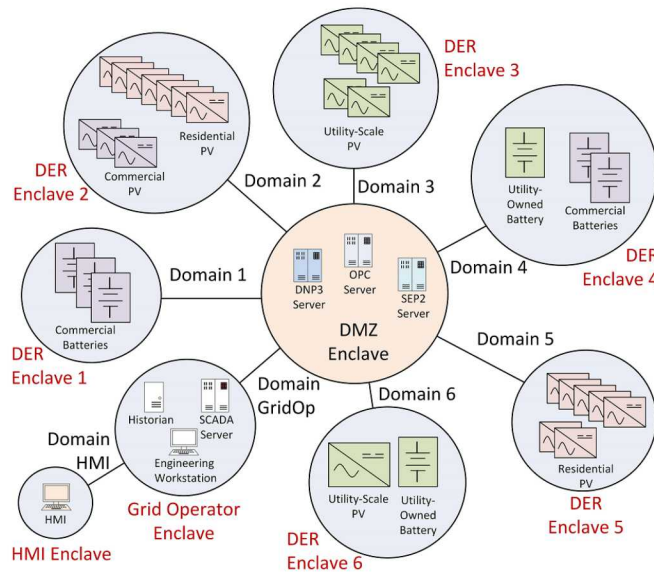 DER
Enclave 2
Residential
PV
Commercial
PV
Domain 2
DER
Enclave 3
Utility-Scale
PV
Domain 3
Utility-
Owned
Battery
Commercial
Batteries
DER
Enclave 4
Domain 4
DNP3
Server
OPC
Server
SEP2
Server
DMZ
Enclave
Domain 1
Commercial
Batteries
DER
Enclave 1
Domain 5
Residential
PV
DER
Enclave 5
Domain
GridOp
Domain 6
Historian
SCADA
Server
Engineering
Workstation
Grid Operator
Enclave
Domain
HMI
HMI
HMI Enclave
Utility-Scale
PV
Utility-
Owned
Battery
DER
Enclave 6